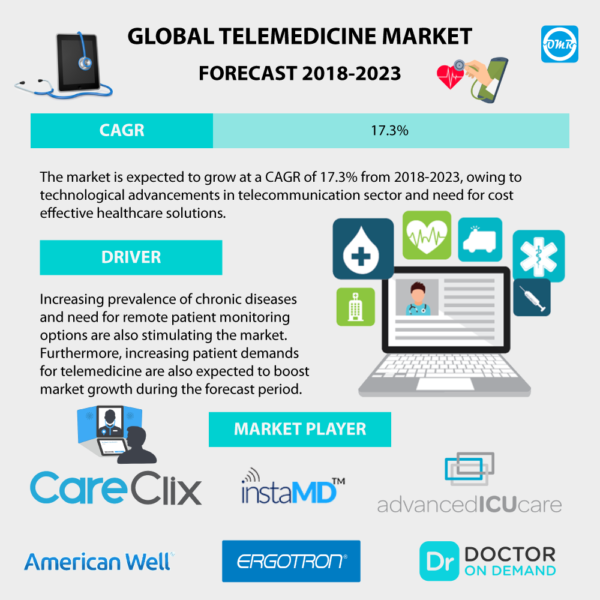 GLOBAL TELEMEDICINE MARKET
DMR
FORECAST 2018-2023
CAGR
17.3%
The market is expected to grow at a CAGR of 17.3% from 2018-2023, owing to
technological advancements in telecommunication sector and need for cost
effective healthcare solutions.
DRIVER
Increasing prevalence of chronic diseases
and need for remote patient monitoring
options are also stimulating the market.
Furthermore, increasing patient demands
for telemedicine are also expected to boost
market growth during the forecast period.
MARKET PLAYER
CareClix
instaMD™
advancedICUcare
American Well
ERGOTRON®
Dr DOCTOR
ON DEMAND